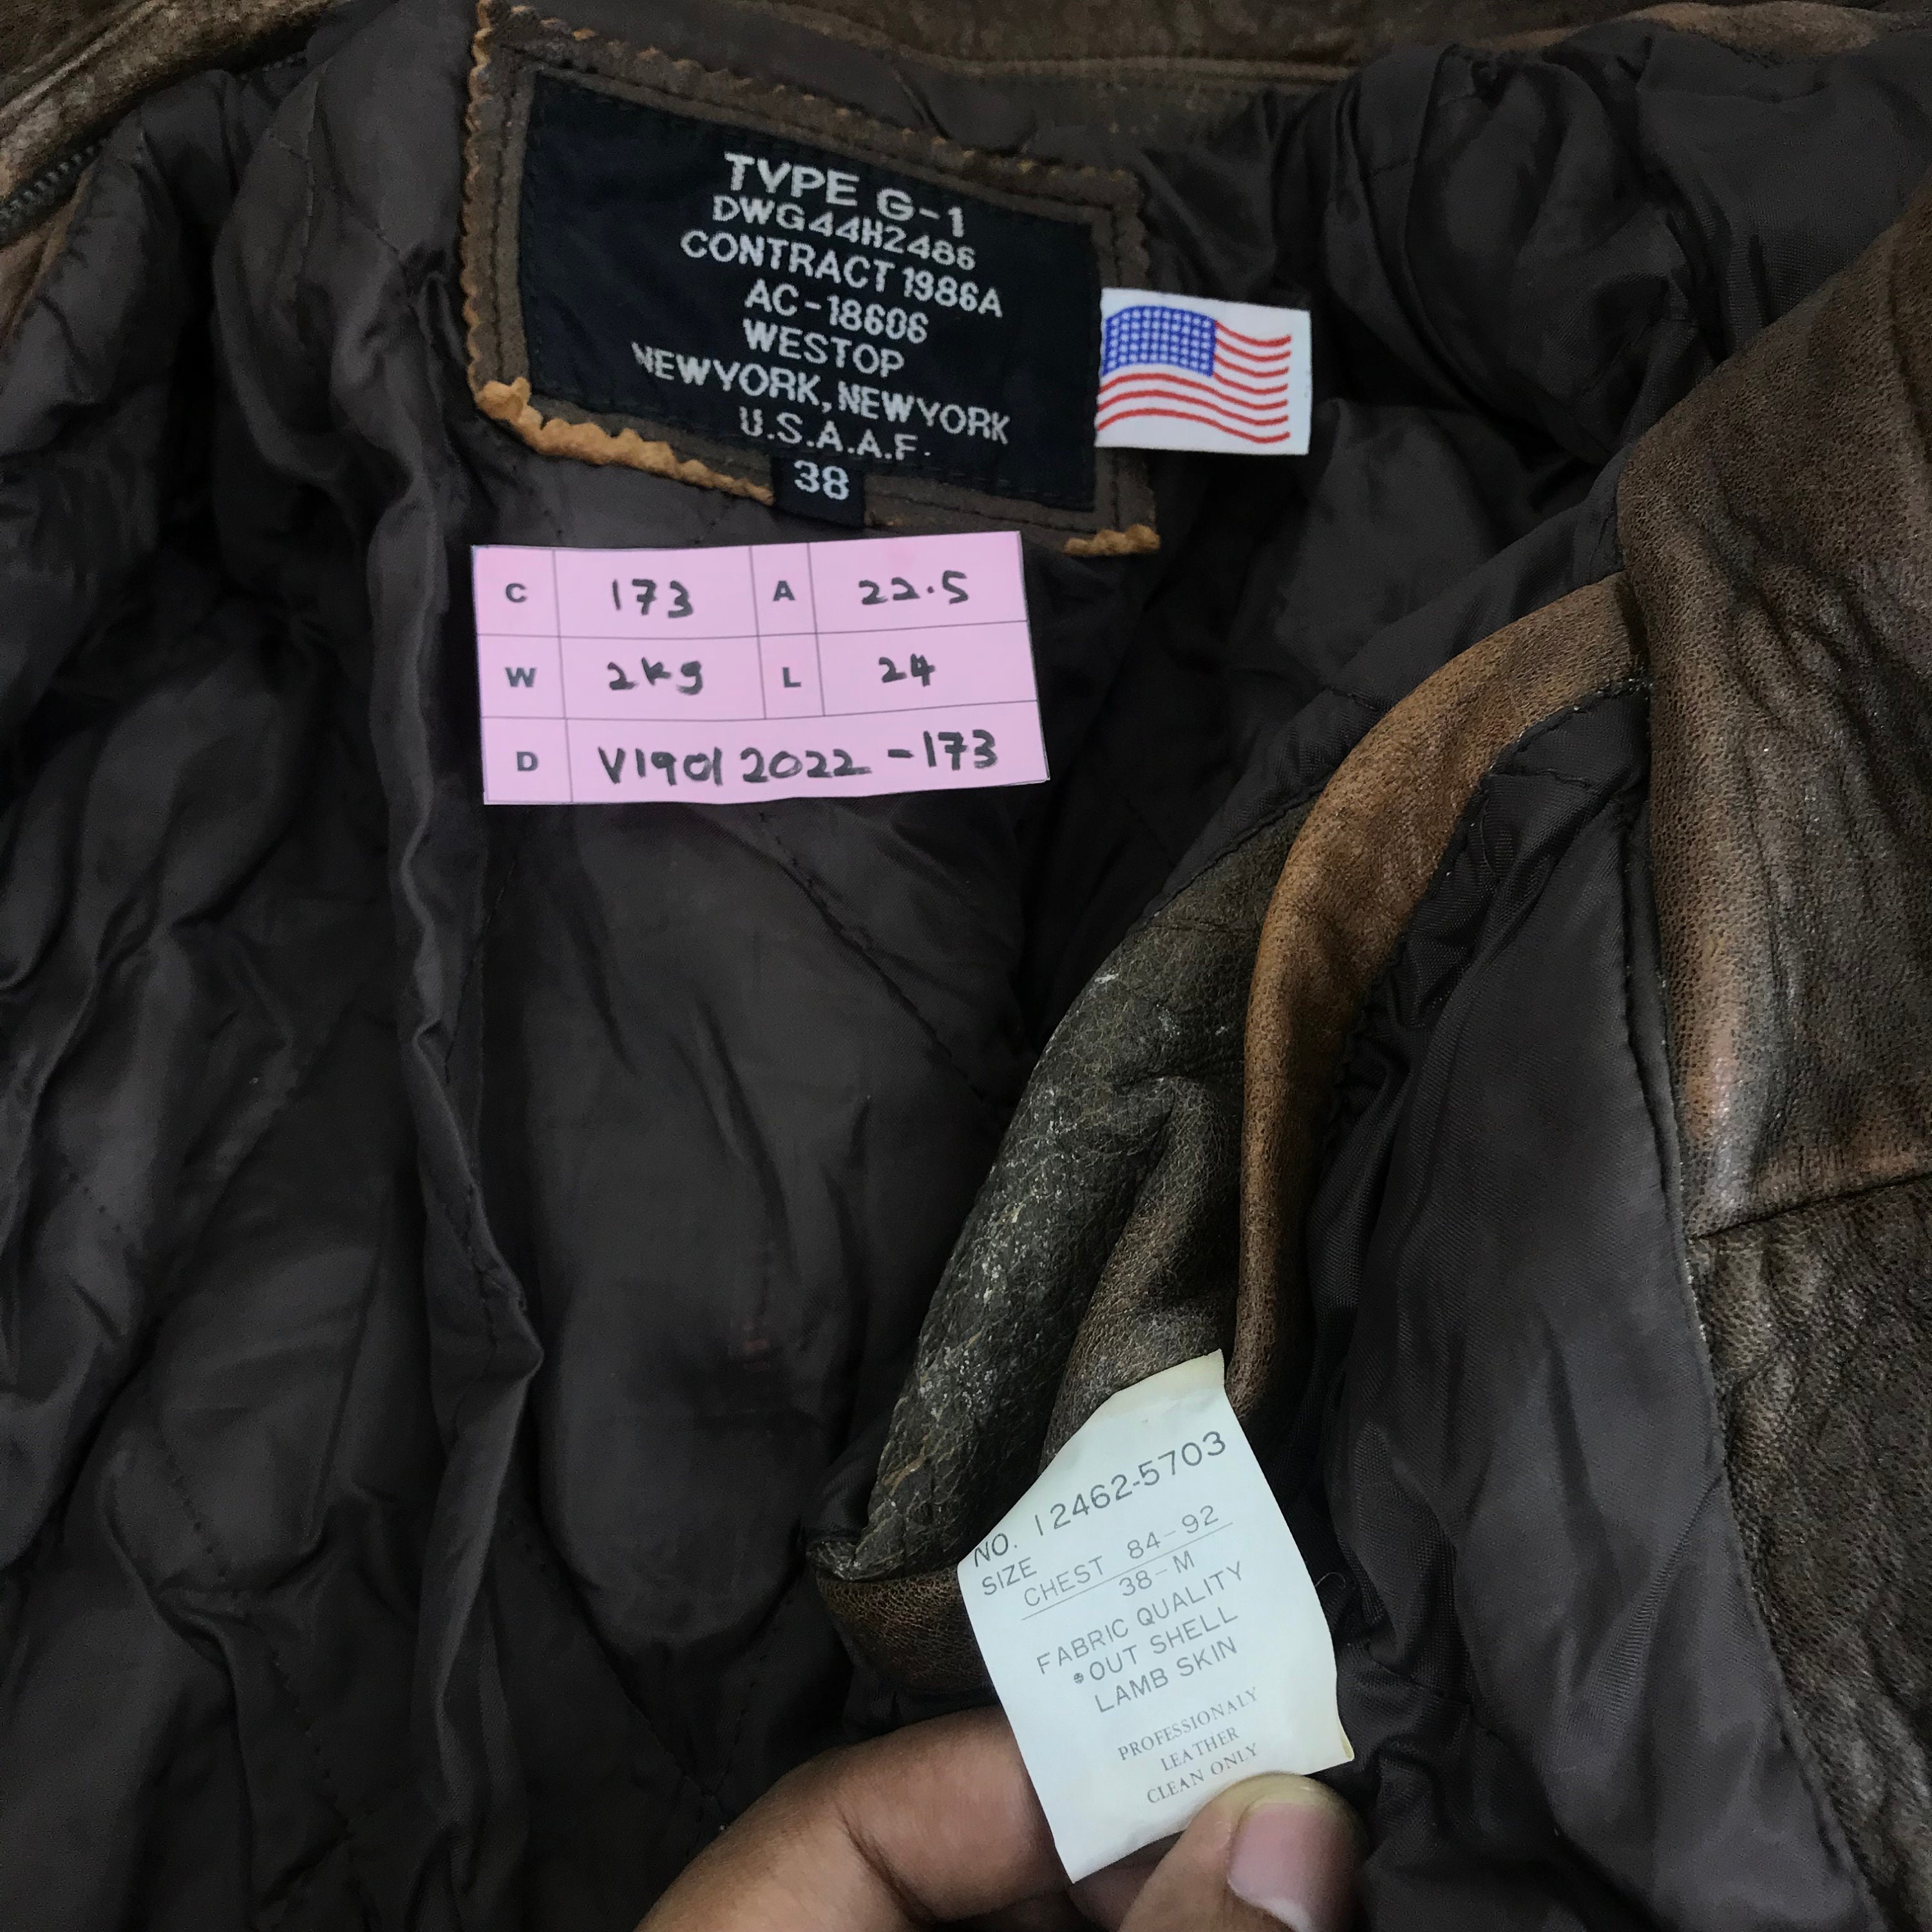 TYPE G-1
DWG44H2486
CONTRACT 1986A
AC-18606
WESTOP
NEWYORK, NEWYORK
U.S.A.A.F.
38
C 173 A 22.5
W 2kg L 24
D V19012022-173
NO. 12462-5703
SIZE
CHEST 84-92
38-M
FABRIC QUALITY
*OUT SHELL
LAMB SKIN
PROFESSIONALY
LEATHER
CLEAN ONLY